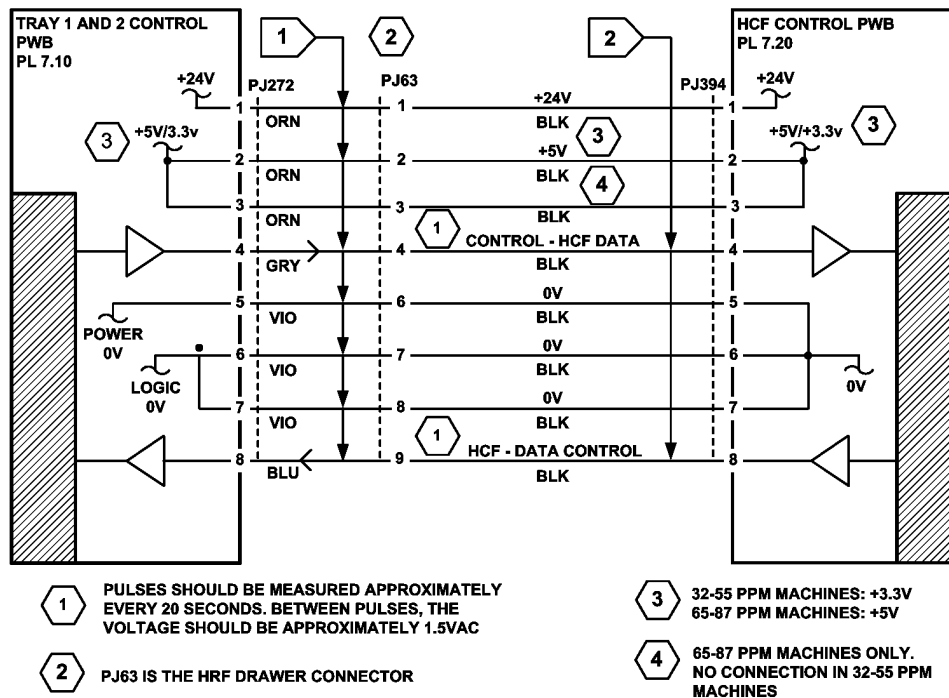 TRAY 1 AND 2 CONTROL
PWB
PL 7.10
1
2
2
HCF CONTROL PWB
PL 7.20
+24V
PJ272
PJ63
PJ394
+24V
1
1
+24V
1
ORN
BLK
3
+5V/3.3v
3
+5V/+3.3v
3
2
2
+5V
2
ORN
BLK
4
3
3
3
ORN
BLK
1
4
4
CONTROL - HCF DATA
4
GRY
BLK
5
6
0V
5
VIO
BLK
POWER
0V
6
7
0V
6
VIO
BLK
LOGIC
0V
0V
7
8
0V
7
VIO
BLK
1
8
9
HCF - DATA CONTROL
8
BLU
BLK
1
PULSES SHOULD BE MEASURED APPROXIMATELY
EVERY 20 SECONDS. BETWEEN PULSES, THE
VOLTAGE SHOULD BE APPROXIMATELY 1.5VAC
2
PJ63 IS THE HRF DRAWER CONNECTOR
3
32-55 PPM MACHINES: +3.3V
65-87 PPM MACHINES: +5V
4
65-87 PPM MACHINES ONLY.
NO CONNECTION IN 32-55 PPM
MACHINES